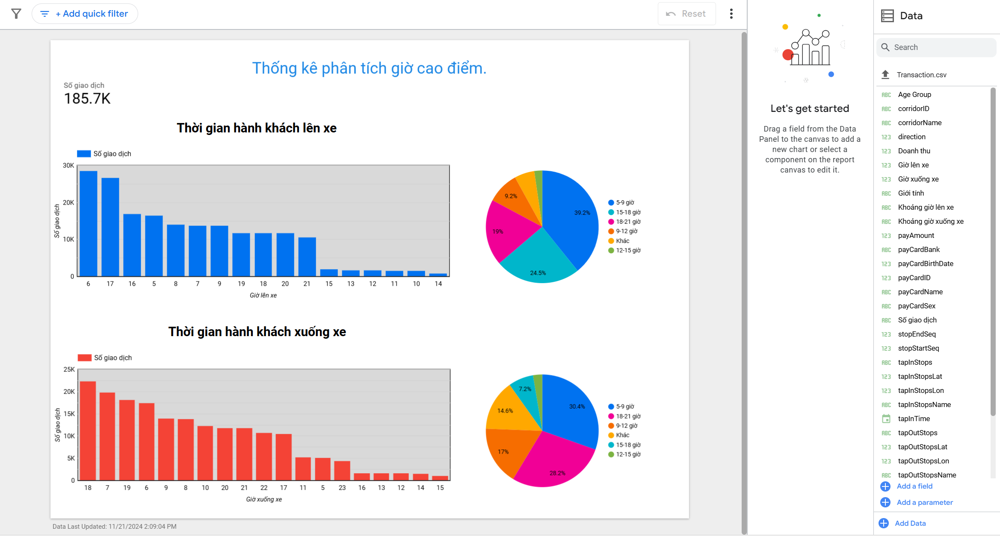 + Add quick filter
Reset
Thống kê phân tích giờ cao điểm.
Số giao dịch
185.7K
Thời gian hành khách lên xe
Số giao dịch
30K
20K
10K
0
Số giao dịch
6 17 16 5 8 7 9 19 18 20 21 15 13 12 11 10 14
Giờ lên xe
39.2%
24.5%
19%
9.2%
5-9 giờ
15-18 giờ
18-21 giờ
9-12 giờ
Khác
12-15 giờ
Thời gian hành khách xuống xe
Số giao dịch
25K
20K
15K
10K
5K
0
Số giao dịch
18 7 19 6 9 8 10 20 21 22 17 11 5 23 16 13 12 14 15
Giờ xuống xe
30.4%
28.2%
17%
14.6%
7.2%
5-9 giờ
18-21 giờ
9-12 giờ
Khác
15-18 giờ
12-15 giờ
Data Last Updated: 11/21/2024 2:09:04 PM
Let's get started
Drag a field from the Data
Panel to the canvas to add a
new chart or select a
component on the report
canvas to edit it.
Data
Search
Transaction.csv
ABC Age Group
ABC corridorID
ABC corridorName
123 direction
123 Doanh thu
123 Giờ lên xe
123 Giờ xuống xe
ABC Giới tính
ABC Khoảng giờ lên xe
ABC Khoảng giờ xuống xe
123 payAmount
ABC payCardBank
123 payCardBirthDate
123 payCardID
ABC payCardName
ABC payCardSex
ABC Số giao dịch
123 stopEndSeq
123 stopStartSeq
ABC tapInStops
123 tapInStopsLat
123 tapInStopsLon
ABC tapInStopsName
tapInTime
ABC tapOutStops
123 tapOutStopsLat
123 tapOutStopsLon
ABC tapOutStopsName
Add a field
Add a parameter
Add Data